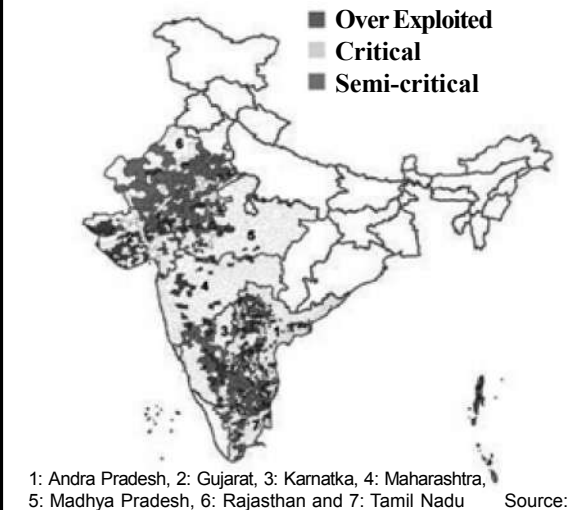 Over Exploited
Critical
Semi-critical
6
5
4
3
1
7
1: Andra Pradesh, 2: Gujarat, 3: Karnatka, 4: Maharashtra,
5: Madhya Pradesh, 6: Rajasthan and 7: Tamil Nadu Source: